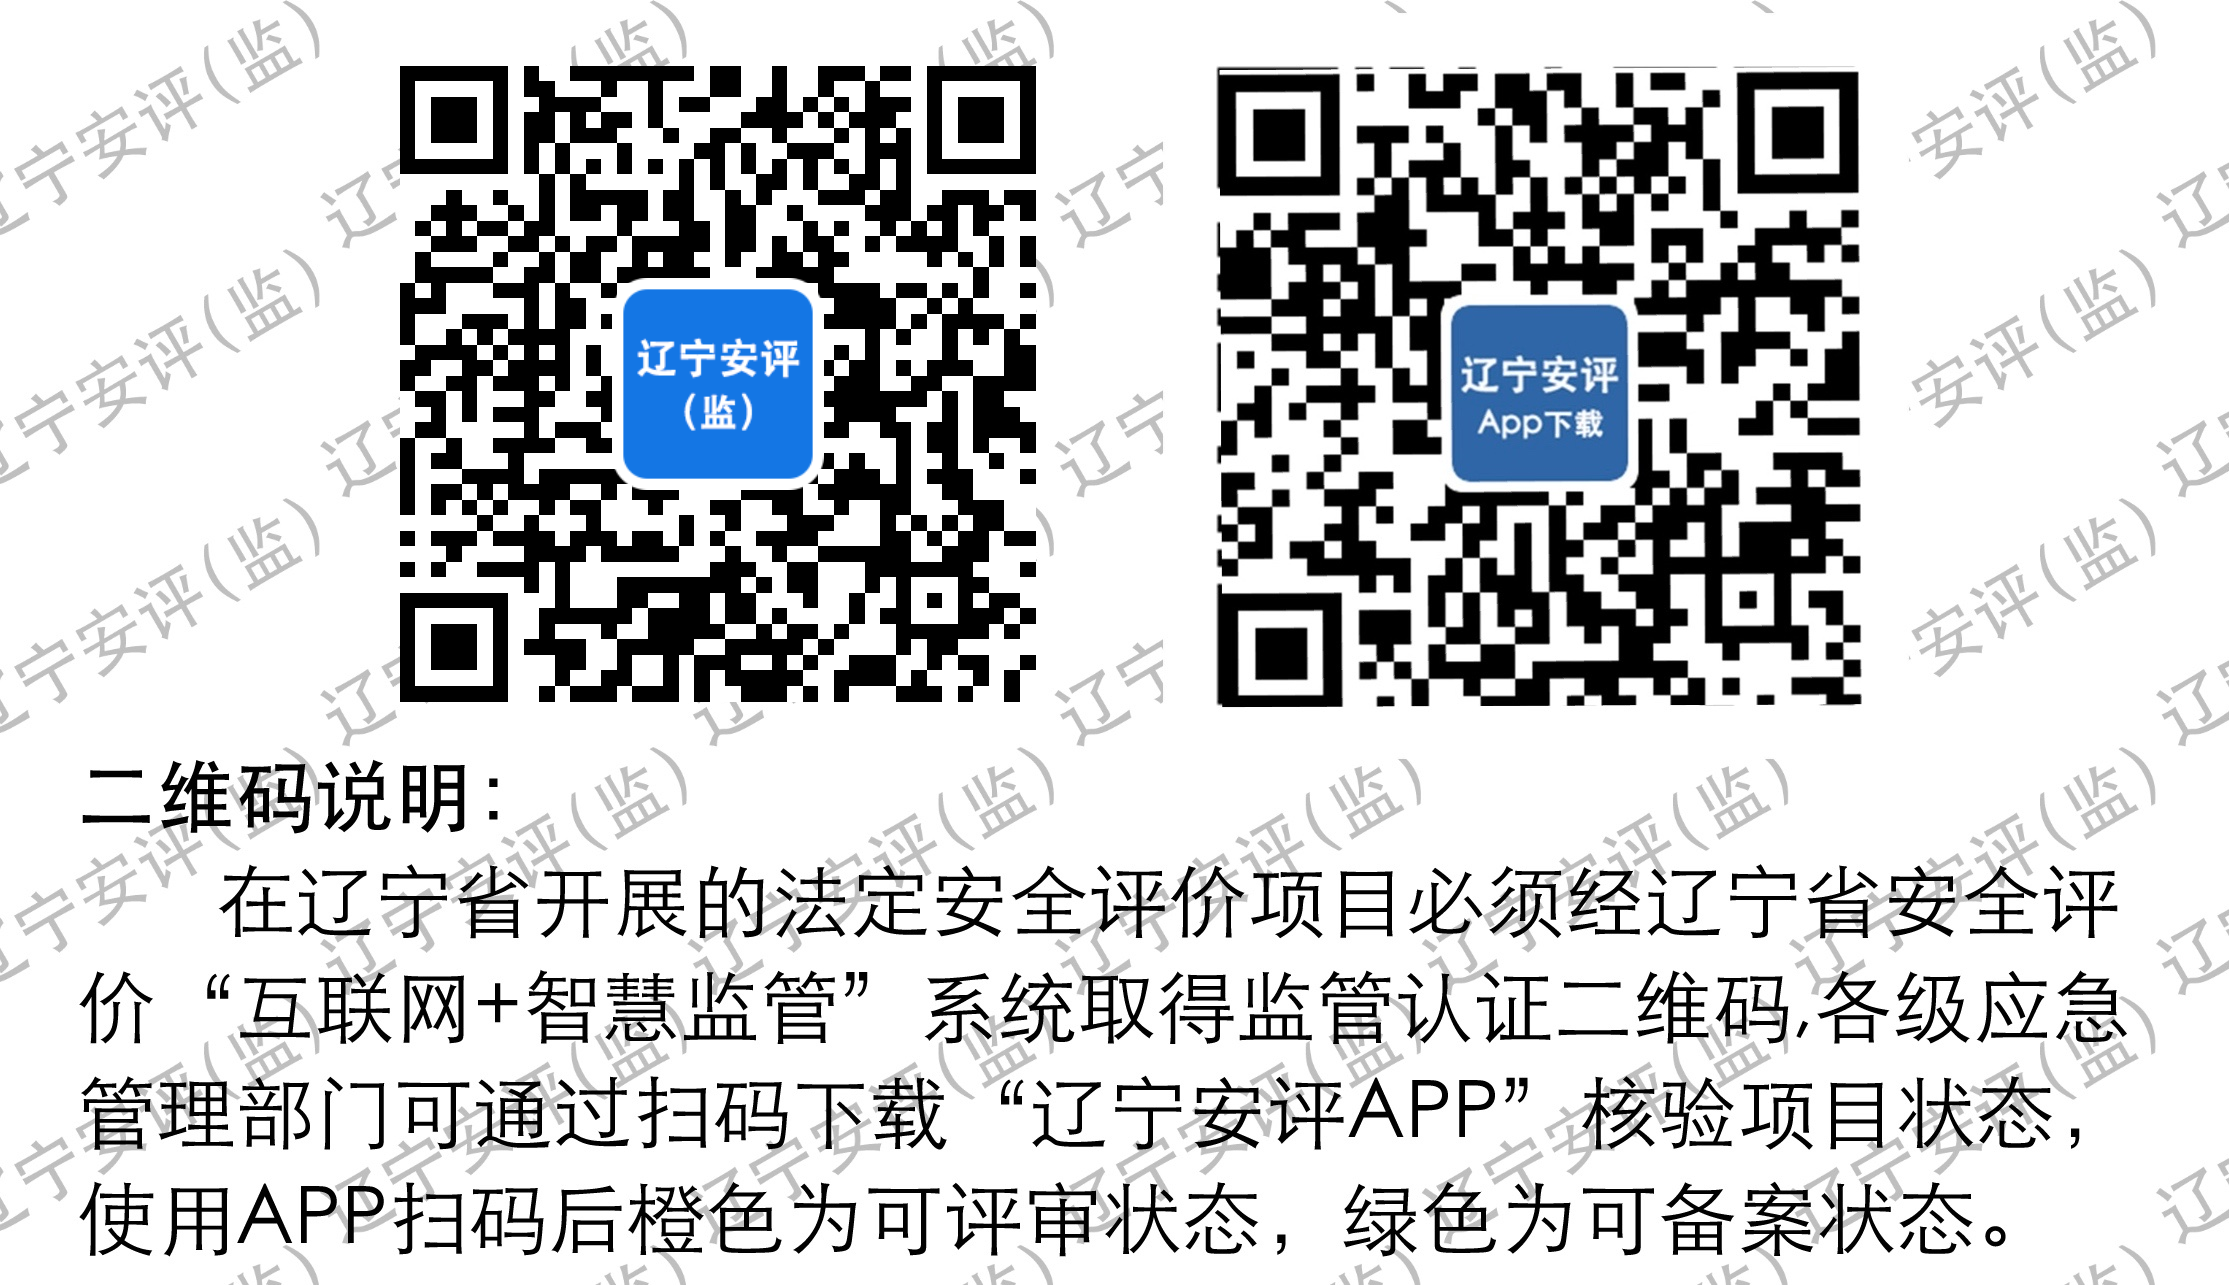 辽宁安评
（监）
辽宁安评
App下载
二维码说明：
在辽宁省开展的法定安全评价项目必须经辽宁省安全评
价“互联网+智慧监管”系统取得监管认证二维码,各级应急
管理部门可通过扫码下载“辽宁安评APP”核验项目状态，
使用APP扫码后橙色为可评审状态，绿色为可备案状态。
辽宁安评(监)